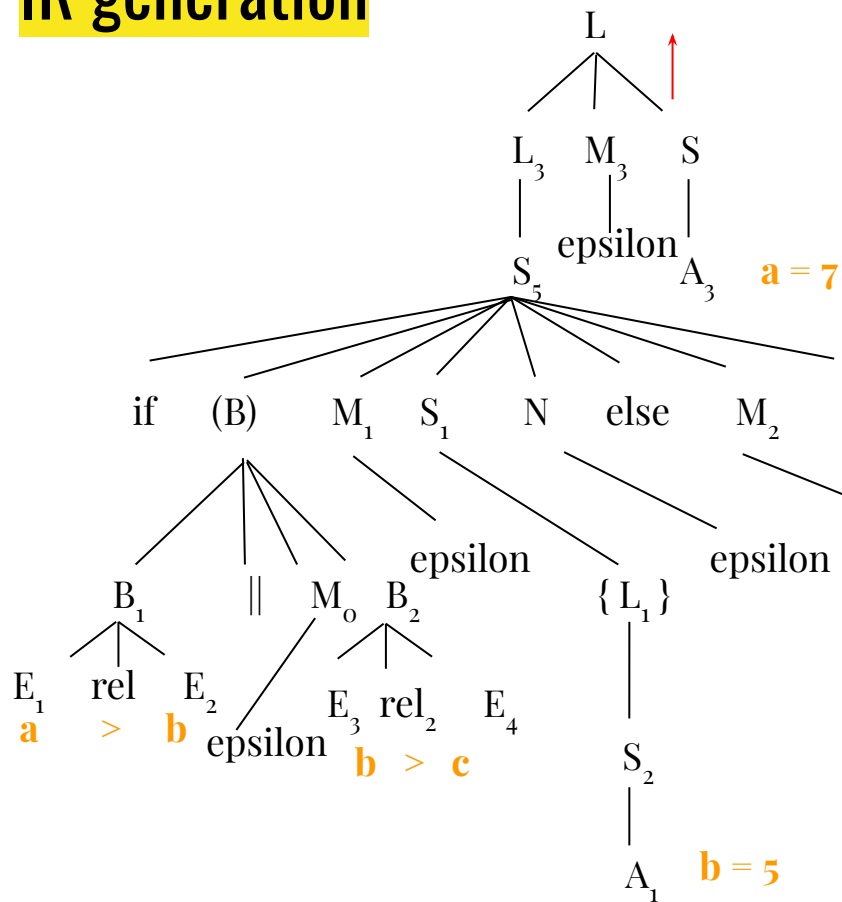 IR generation
L
L₃ M₃ S
epsilon
S₅ A₃ a = 7
if (B) M₁ S₁ N else M₂
epsilon epsilon
B₁ || M₀ B₂ { L₁ }
E₁ rel E₂
E₃ rel₂ E₄
a > b
epsilon
b > c
S₂
A₁ b = 5